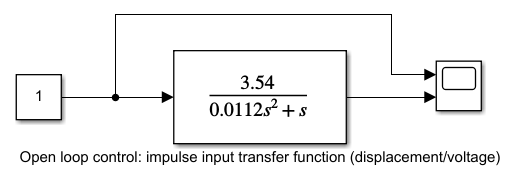 1
3.54
0.0112s² + s
Open loop control: impulse input transfer function (displacement/voltage)